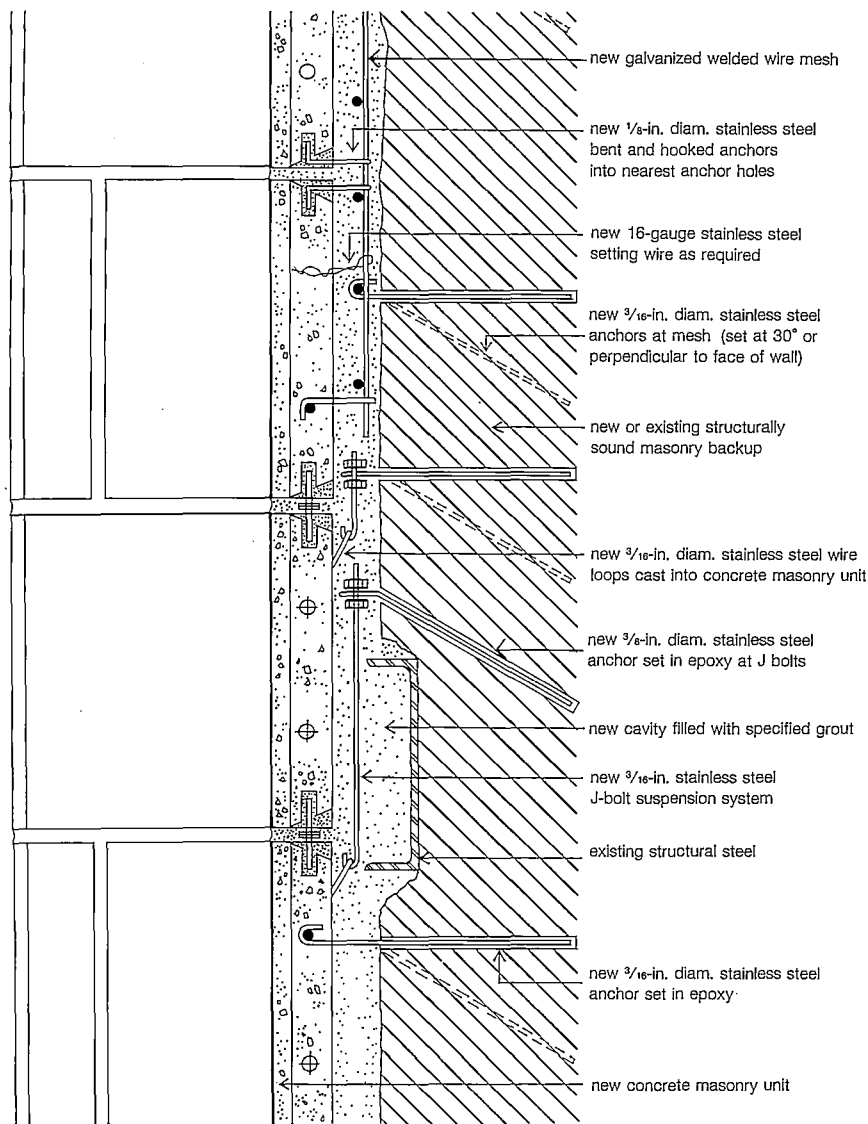 new galvanized welded wire mesh
new 1/8-in. diam. stainless steel
bent and hooked anchors
into nearest anchor holes
new 16-gauge stainless steel
setting wire as required
new 3/16-in. diam. stainless steel
anchors at mesh (set at 30° or
perpendicular to face of wall)
new or existing structurally
sound masonry backup
new 3/16-in. diam. stainless steel wire
loops cast into concrete masonry unit
new 3/8-in. diam. stainless steel
anchor set in epoxy at J bolts
new cavity filled with specified grout
new 3/16-in. stainless steel
J-bolt suspension system
existing structural steel
new 3/16-in. diam. stainless steel
anchor set in epoxy
new concrete masonry unit